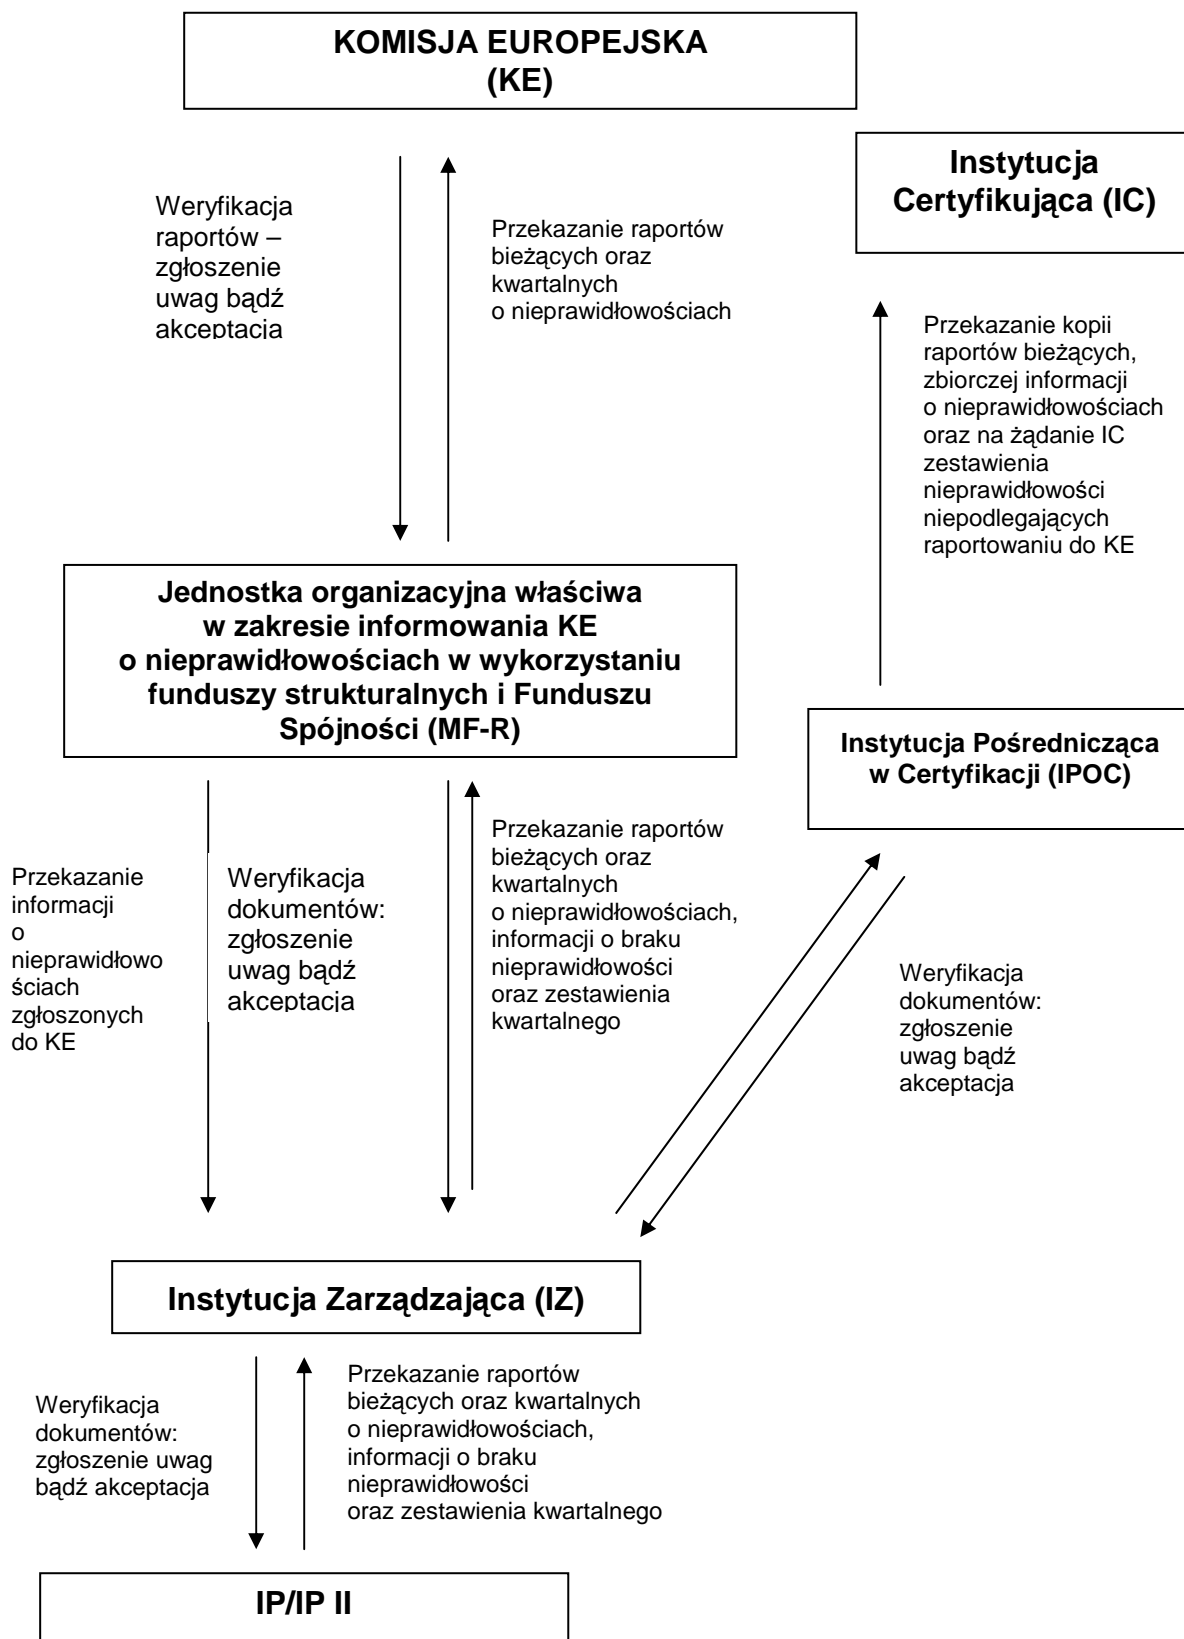 KOMISJA EUROPEJSKA
(KE)
Instytucja
Certyfikująca (IC)
Weryfikacja
raportów –
zgłoszenie
uwag bądź
akceptacja
Przekazanie raportów
bieżących oraz
kwartalnych
o nieprawidłowościach
Przekazanie kopii
raportów bieżących,
zbiorczej informacji
o nieprawidłowościach
oraz na żądanie IC
zestawienia
nieprawidłowości
niepodlegających
raportowaniu do KE
Jednostka organizacyjna właściwa
w zakresie informowania KE
o nieprawidłowościach w wykorzystaniu
funduszy strukturalnych i Funduszu
Spójności (MF-R)
Instytucja Pośrednicząca
w Certyfikacji (IPOC)
Przekazanie
informacji
o
nieprawidłowo
ściach
zgłoszonych
do KE
Weryfikacja
dokumentów:
zgłoszenie
uwag bądź
akceptacja
Przekazanie raportów
bieżących oraz
kwartalnych
o nieprawidłowościach,
informacji o braku
nieprawidłowości
oraz zestawienia
kwartalnego
Weryfikacja
dokumentów:
zgłoszenie
uwag bądź
akceptacja
Instytucja Zarządzająca (IZ)
Weryfikacja
dokumentów:
zgłoszenie uwag
bądź akceptacja
Przekazanie raportów
bieżących oraz kwartalnych
o nieprawidłowościach,
informacji o braku
nieprawidłowości
oraz zestawienia kwartalnego
IP/IP II